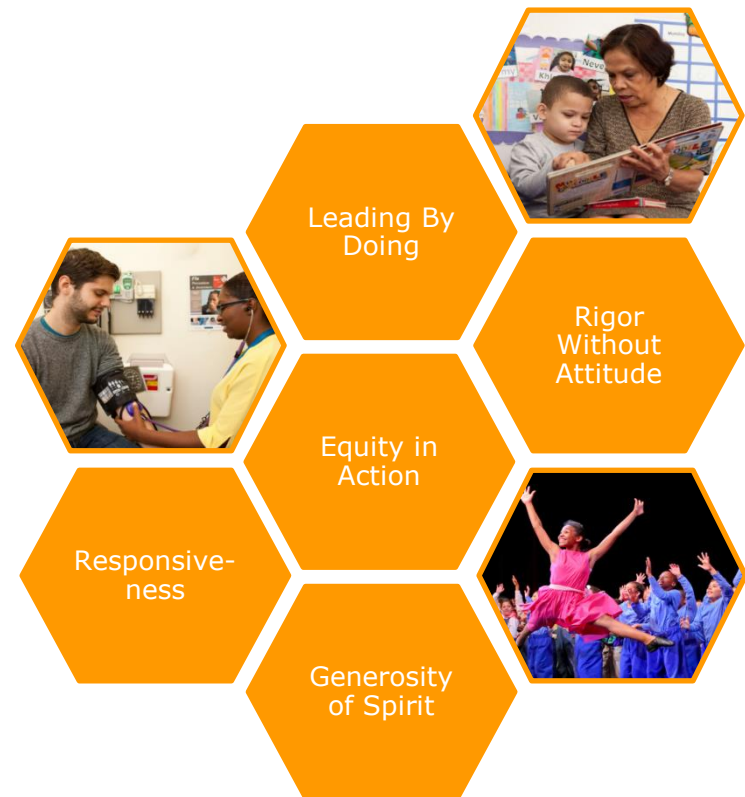 Leading By
Doing
Rigor
Without
Attitude
Equity in
Action
Responsive-
ness
Generosity
of Spirit